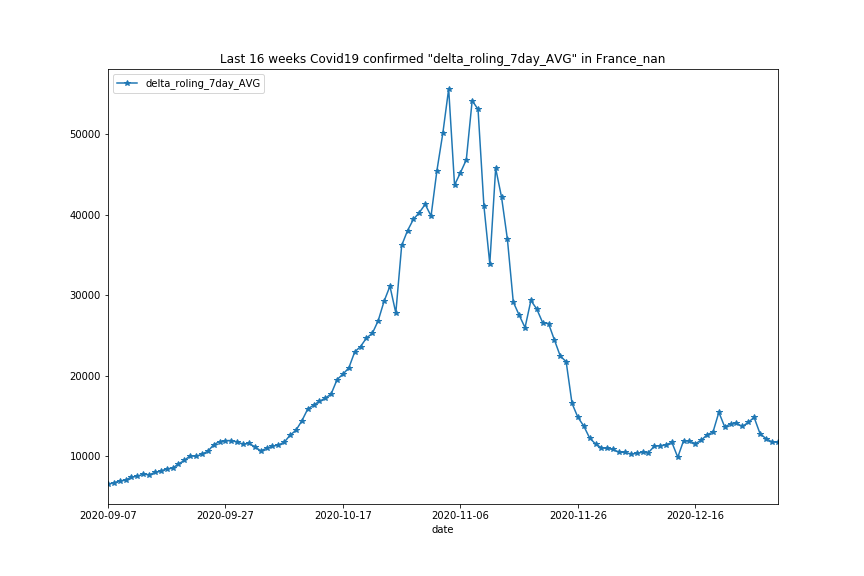 Last 16 weeks Covid19 confirmed "delta_roling_7day_AVG" in France_nan
delta_roling_7day_AVG
50000
40000
30000
20000
10000
2020-09-07 2020-09-27 2020-10-17 2020-11-06 2020-11-26 2020-12-16
date